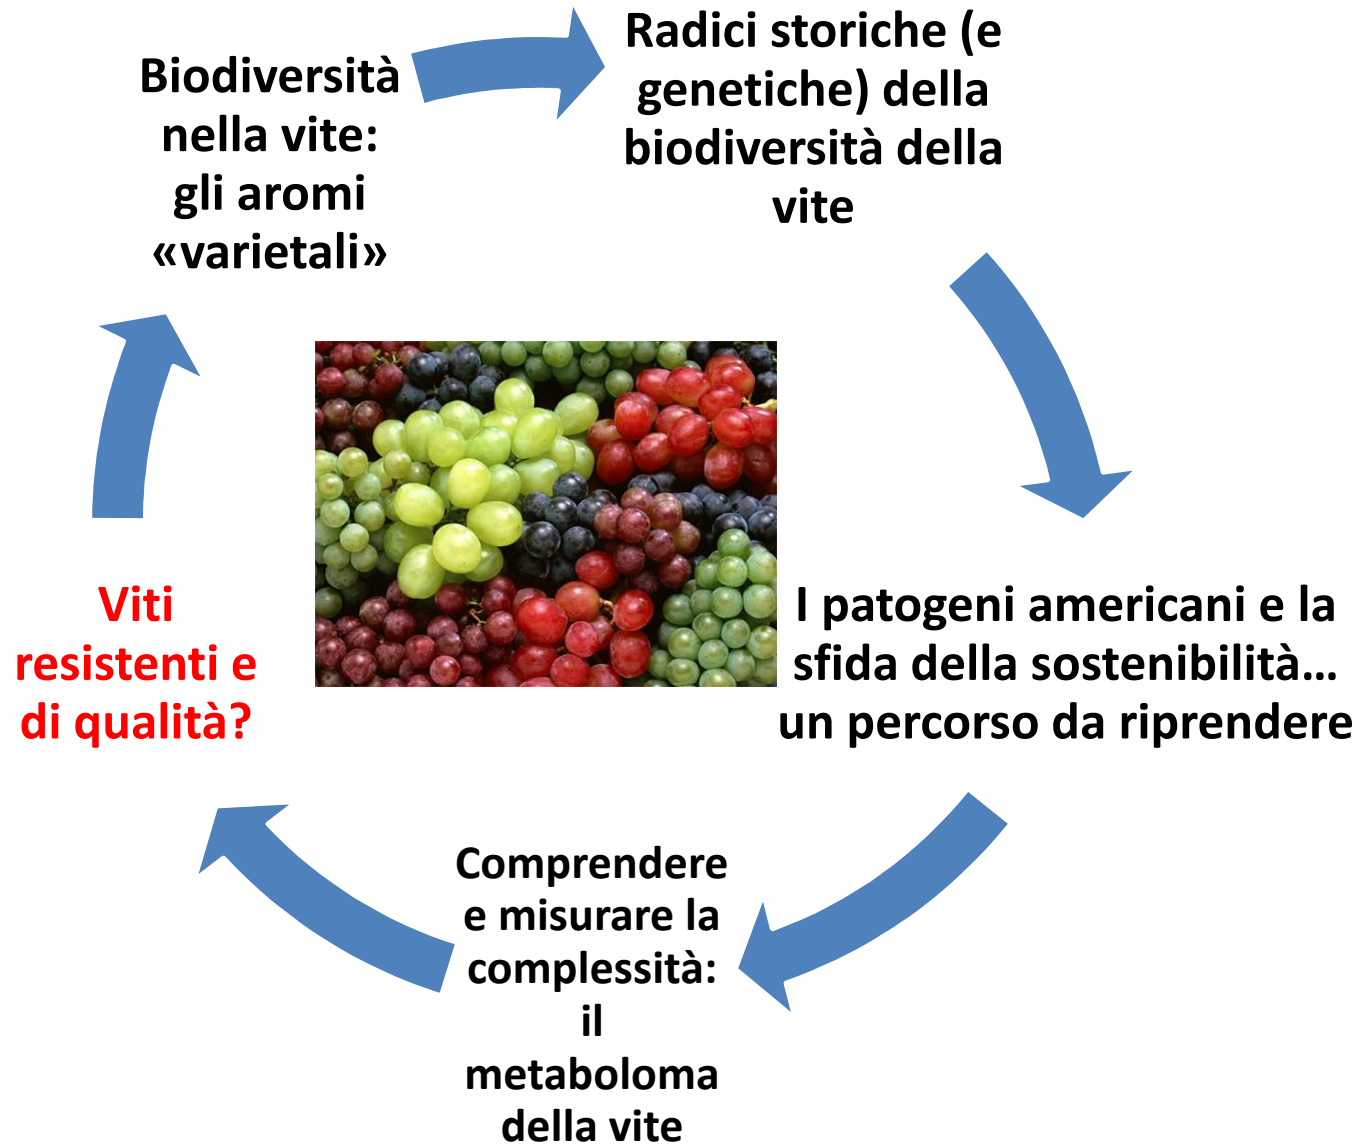 Biodiversità
nella vite:
gli aromi
«varietali»
Radici storiche (e
genetiche) della
biodiversità della
vite
I patogeni americani e la
sfida della sostenibilità…
un percorso da riprendere
Comprendere
e misurare la
complessità:
il
metaboloma
della vite
Viti
resistenti e
di qualità?